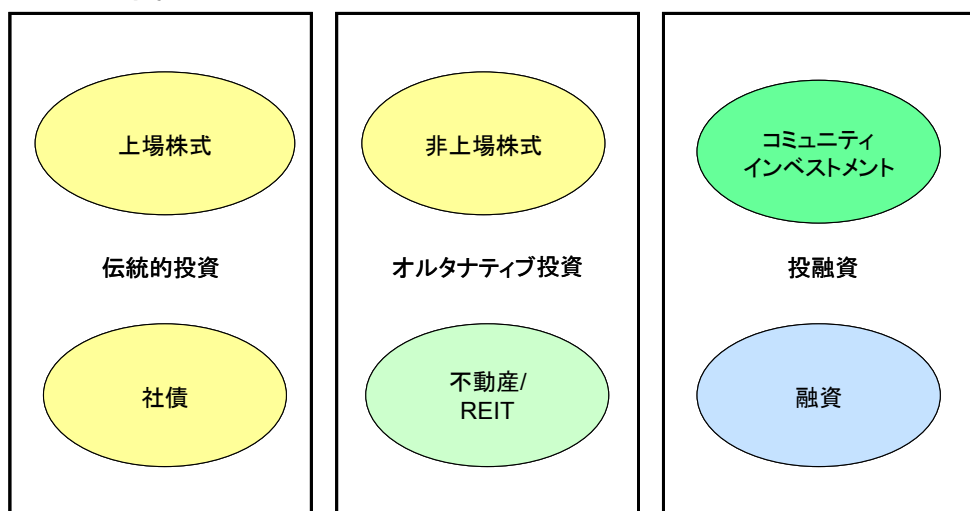 上場株式
伝統的投資
社債
非上場株式
オルタナティブ投資
不動産/
REIT
コミュニティ
インベストメント
投融資
融資